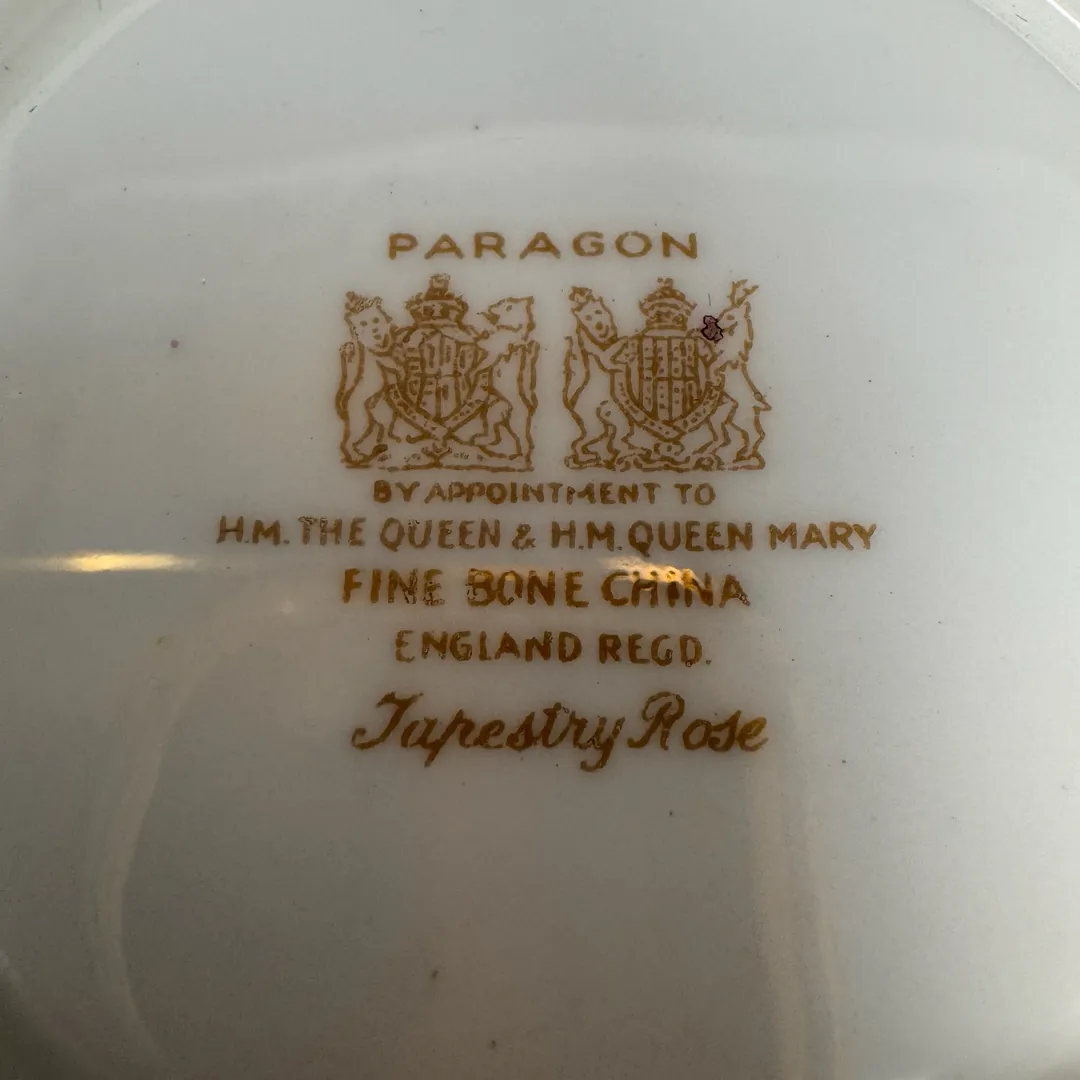 PARAGON
BY APPOINTMENT TO
H.M. THE QUEEN & H.M. QUEEN MARY
FINE BONE CHINA
ENGLAND REGD.
Tapestry Rose